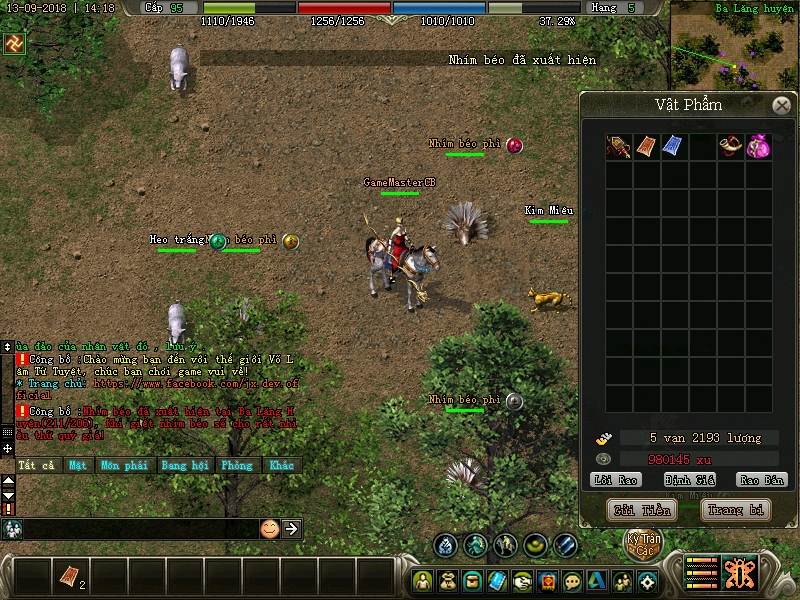 13-09-2018 | 14:18
Cấp 95
Hạng 5
Ba Lăng huyện
1110/1946
1256/1256
1010/1010
37.29%
Nhím béo đã xuất hiện
Vật Phẩm
Nhím béo phì
GameMasterCB
Kim Miêu
Heo trắng
béo phì
Nhím béo phì
ủa đảo của nhân vật đó , lưu ý
Công bố :Chào mừng bạn đến với thế giới Võ L
âm Tứ Tuyệt, chúc bạn chơi game vui vẻ!
* Trang chủ: https://www.facebook.com/jx.dev.of
ficial
Công bố :Nhím béo đã xuất hiện tại Ba Lăng H
uyện(211/206), Khi giết nhím béo sẽ cho rất nhi
ều thứ quý giá!
Tất cả
Mật
Môn phái
Bang hội
Phòng
Khác
5 vạn 2193 lượng
980145 xu
Lời Rao
Định Giá
Rao Bán
Kim Miêu
Gửi Tiền
Trang bị
Kỳ Trân
Các
2